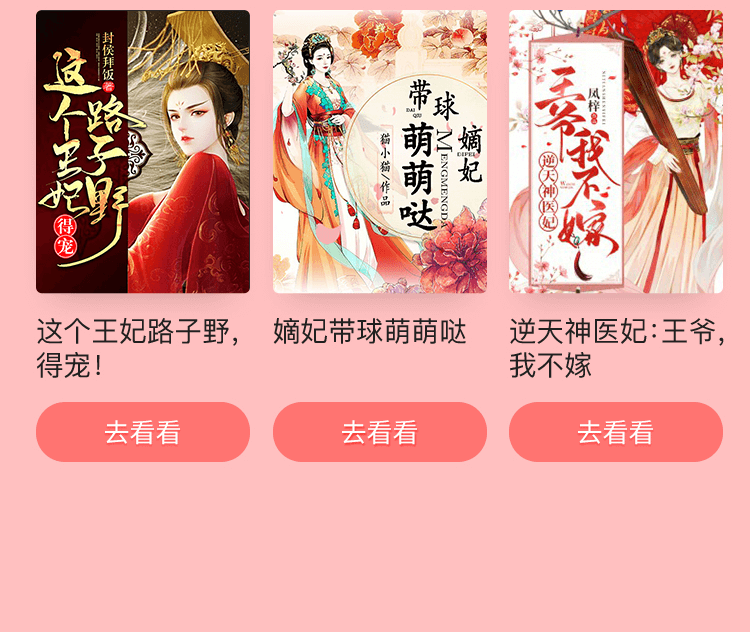 封侯拜饭 著
这个王妃
路子野
得宠
带球
萌萌哒
嫡妃
DAI QIU
MENGMENGDA
DIFEI
猫小猫/作品
王爷
我不嫁
凤梓
逆天神医妃
这个王妃路子野,
得宠!
嫡妃带球萌萌哒
逆天神医妃:王爷,
我不嫁
去看看
去看看
去看看